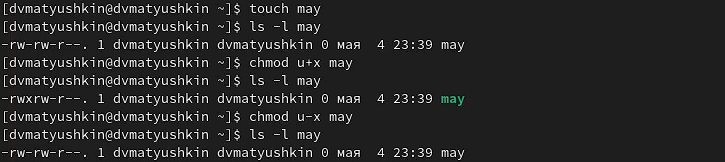 [dvmatyushkin@dvmatyushkin ~]$ touch may
[dvmatyushkin@dvmatyushkin ~]$ ls -l may
-rw-rw-r--. 1 dvmatyushkin dvmatyushkin 0 мая  4 23:39 may
[dvmatyushkin@dvmatyushkin ~]$ chmod u+x may
[dvmatyushkin@dvmatyushkin ~]$ ls -l may
-rwxrw-r--. 1 dvmatyushkin dvmatyushkin 0 мая  4 23:39 may
[dvmatyushkin@dvmatyushkin ~]$ chmod u-x may
[dvmatyushkin@dvmatyushkin ~]$ ls -l may
-rw-rw-r--. 1 dvmatyushkin dvmatyushkin 0 мая  4 23:39 may